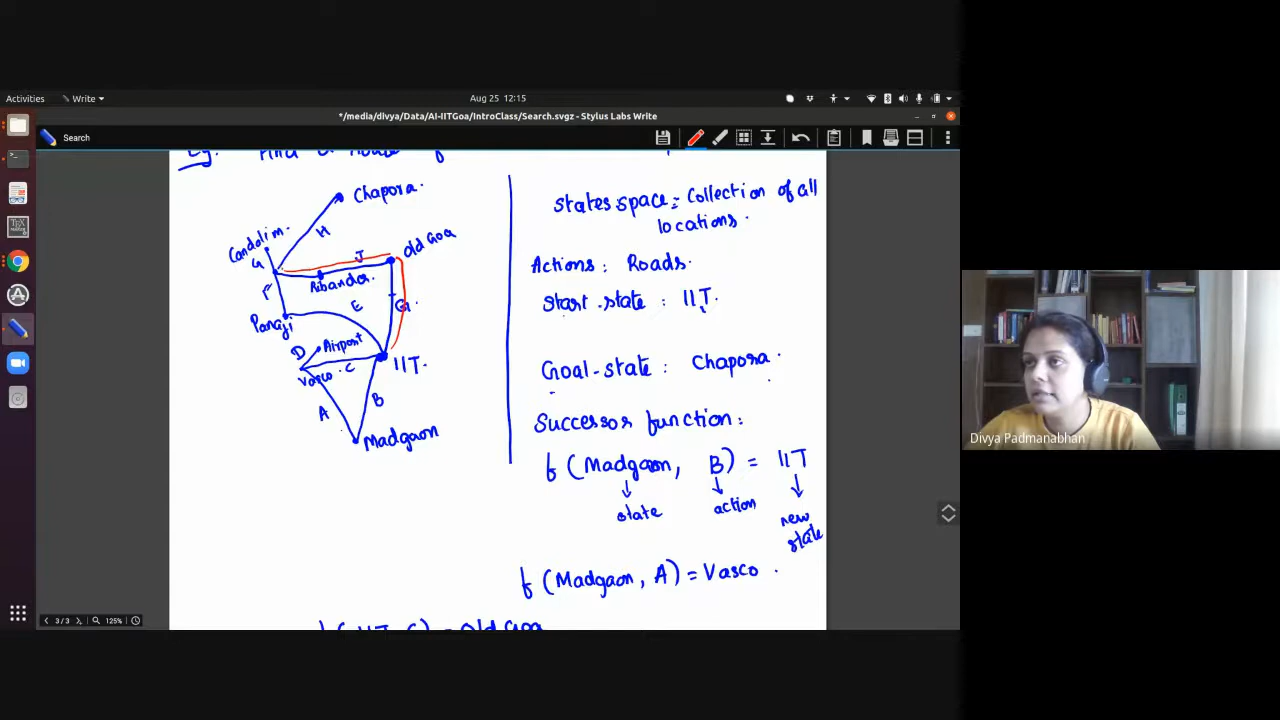 Activities
Write
Aug 25 12:15
*/media/divya/Data/AI-IITGoa/IntroClass/Search.svgz - Stylus Labs Write
Search
Eg:
Chapora.
Candolim.
H
G
J
Old Goa
Ribandar.
F
E
G
Panaji
Airport
D
Vasco. C
IIT.
A
B
Madgaon
States space = Collection of all
locations.
Actions : Roads.
Start-state : IIT.
Goal-state : Chapora.
Successor function:
f (Madgaon, B) = IIT
state
action
new
state
f (Madgaon, A) = Vasco.
Old Goa
3/3
125%
Divya Padmanabhan